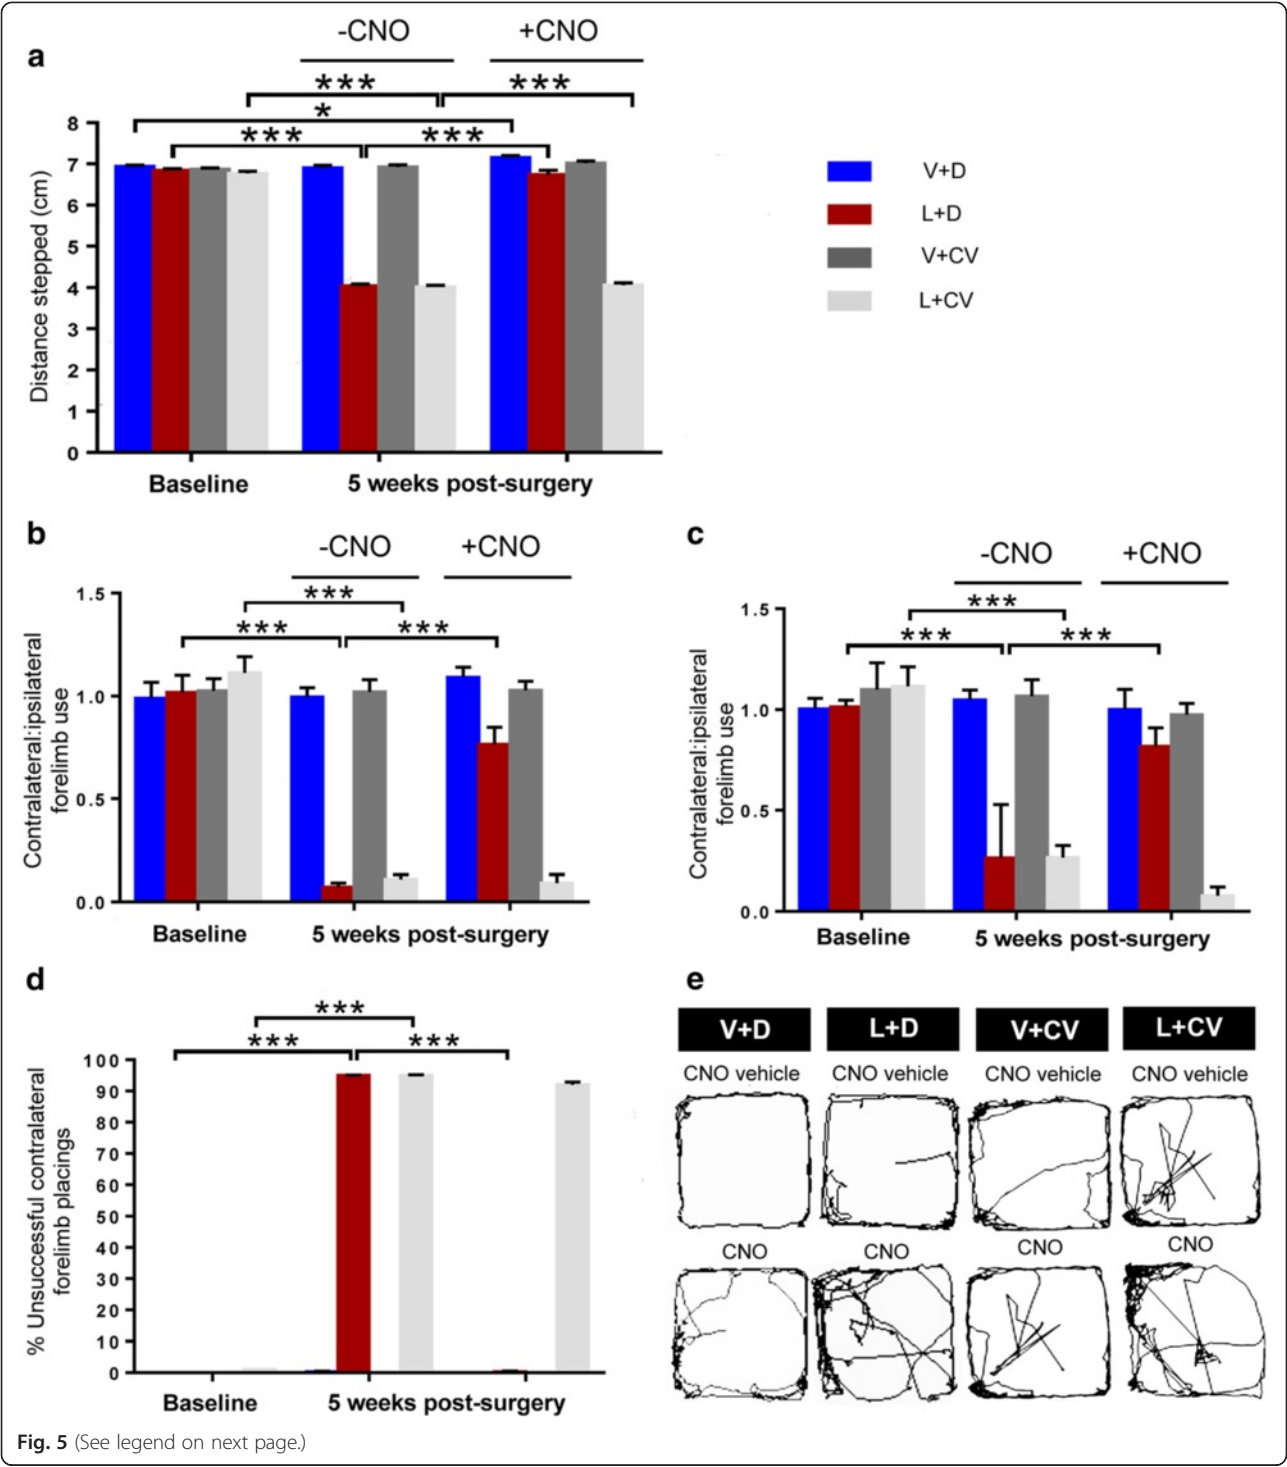 a
-CNO
+CNO
***
***
*
***
***
8
7
6
5
4
3
2
1
0
Distance stepped (cm)
Baseline
5 weeks post-surgery
V+D
L+D
V+CV
L+CV
b
-CNO
+CNO
***
***
***
1.5
1.0
0.5
0.0
Contralateral:ipsilateral
forelimb use
Baseline
5 weeks post-surgery
c
-CNO
+CNO
***
***
***
1.5
1.0
0.5
0.0
Contralateral:ipsilateral
forelimb use
Baseline
5 weeks post-surgery
d
***
***
***
100
90
80
70
60
50
40
30
20
10
0
% Unsuccessful contralateral
forelimb placings
Baseline
5 weeks post-surgery
e
V+D
L+D
V+CV
L+CV
CNO vehicle
CNO vehicle
CNO vehicle
CNO vehicle
CNO
CNO
CNO
CNO
Fig. 5 (See legend on next page.)